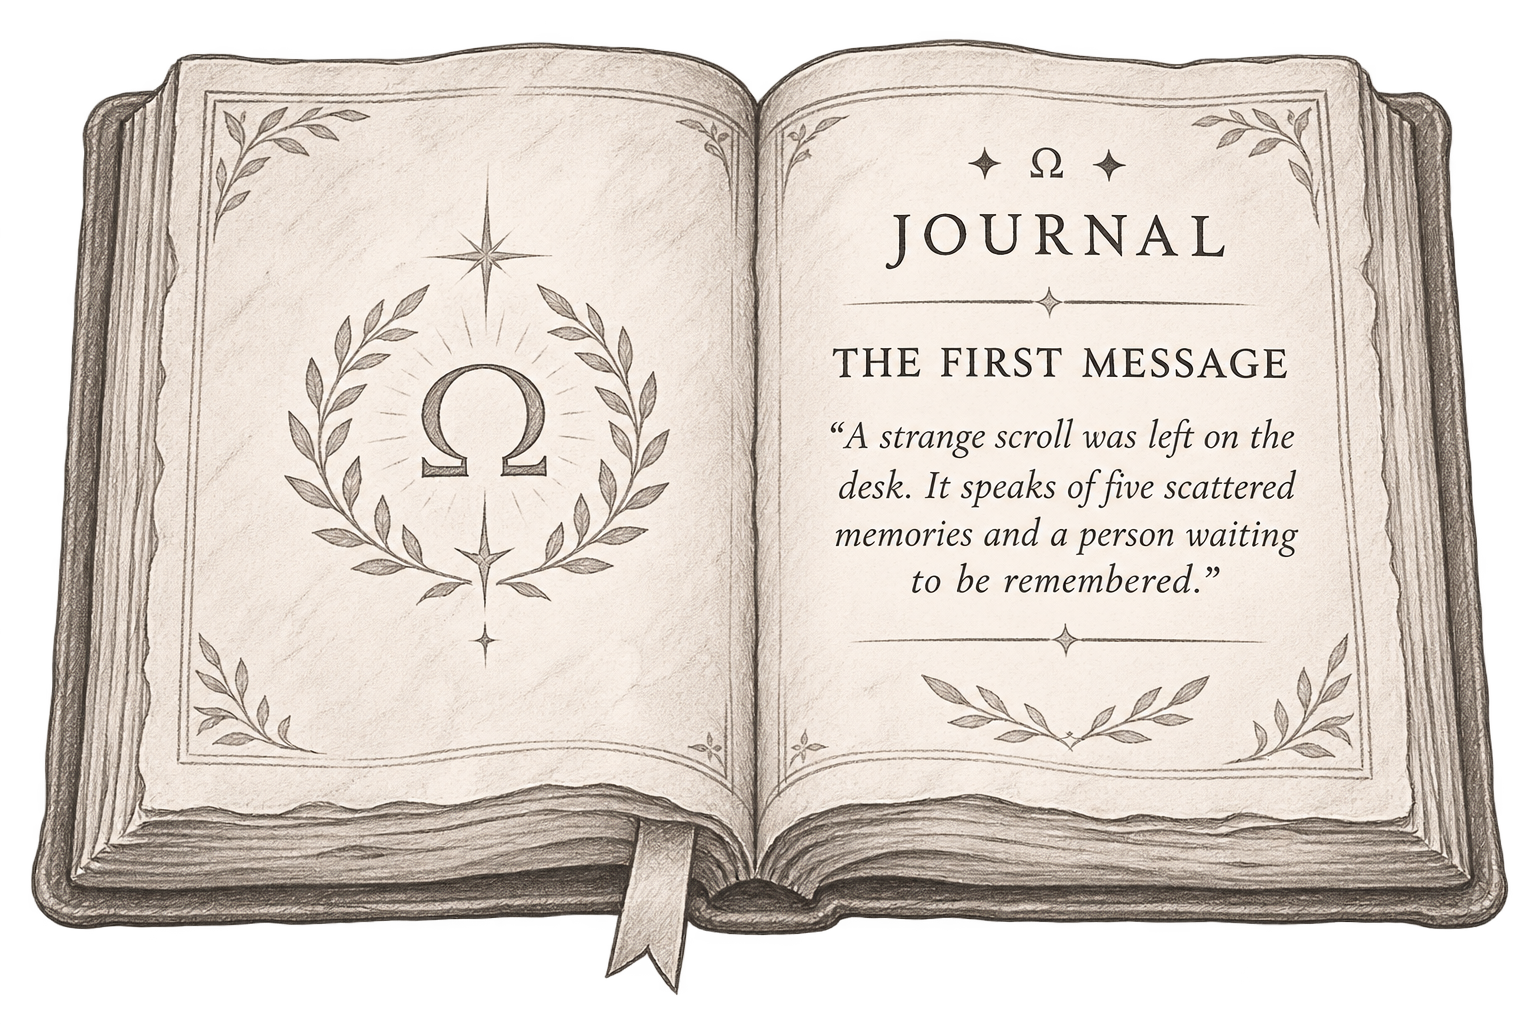 Ω
✦ Ω ✦
JOURNAL
THE FIRST MESSAGE
“A strange scroll was left on the
desk. It speaks of five scattered
memories and a person waiting
to be remembered.”